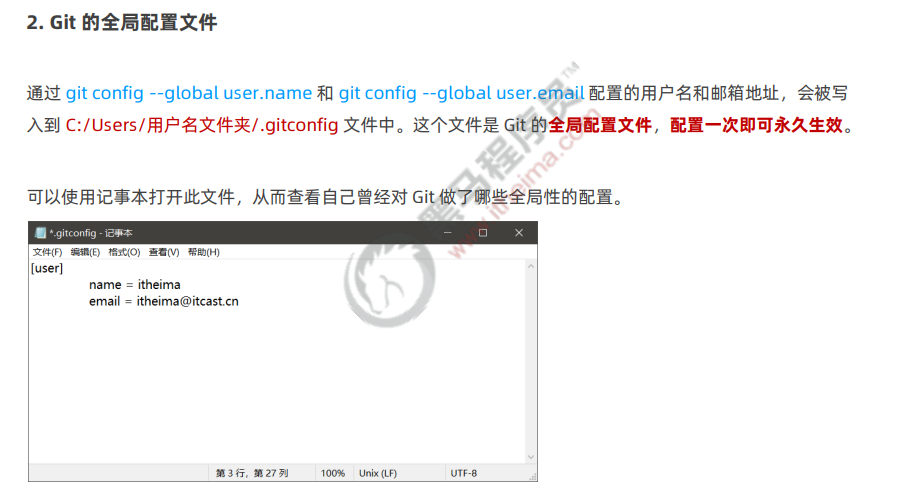 2. Git 的全局配置文件
通过 git config --global user.name 和 git config --global user.email 配置的用户名和邮箱地址，会被写
入到 C:/Users/用户名文件夹/.gitconfig 文件中。这个文件是 Git 的全局配置文件，配置一次即可永久生效。
可以使用记事本打开此文件，从而查看自己曾经对 Git 做了哪些全局性的配置。
*.gitconfig - 记事本
文件(F) 编辑(E) 格式(O) 查看(V) 帮助(H)
[user]
name = itheima
email = itheima@itcast.cn
第 3 行，第 27 列 100% Unix (LF) UTF-8
黑马程序员™
www.itheima.com